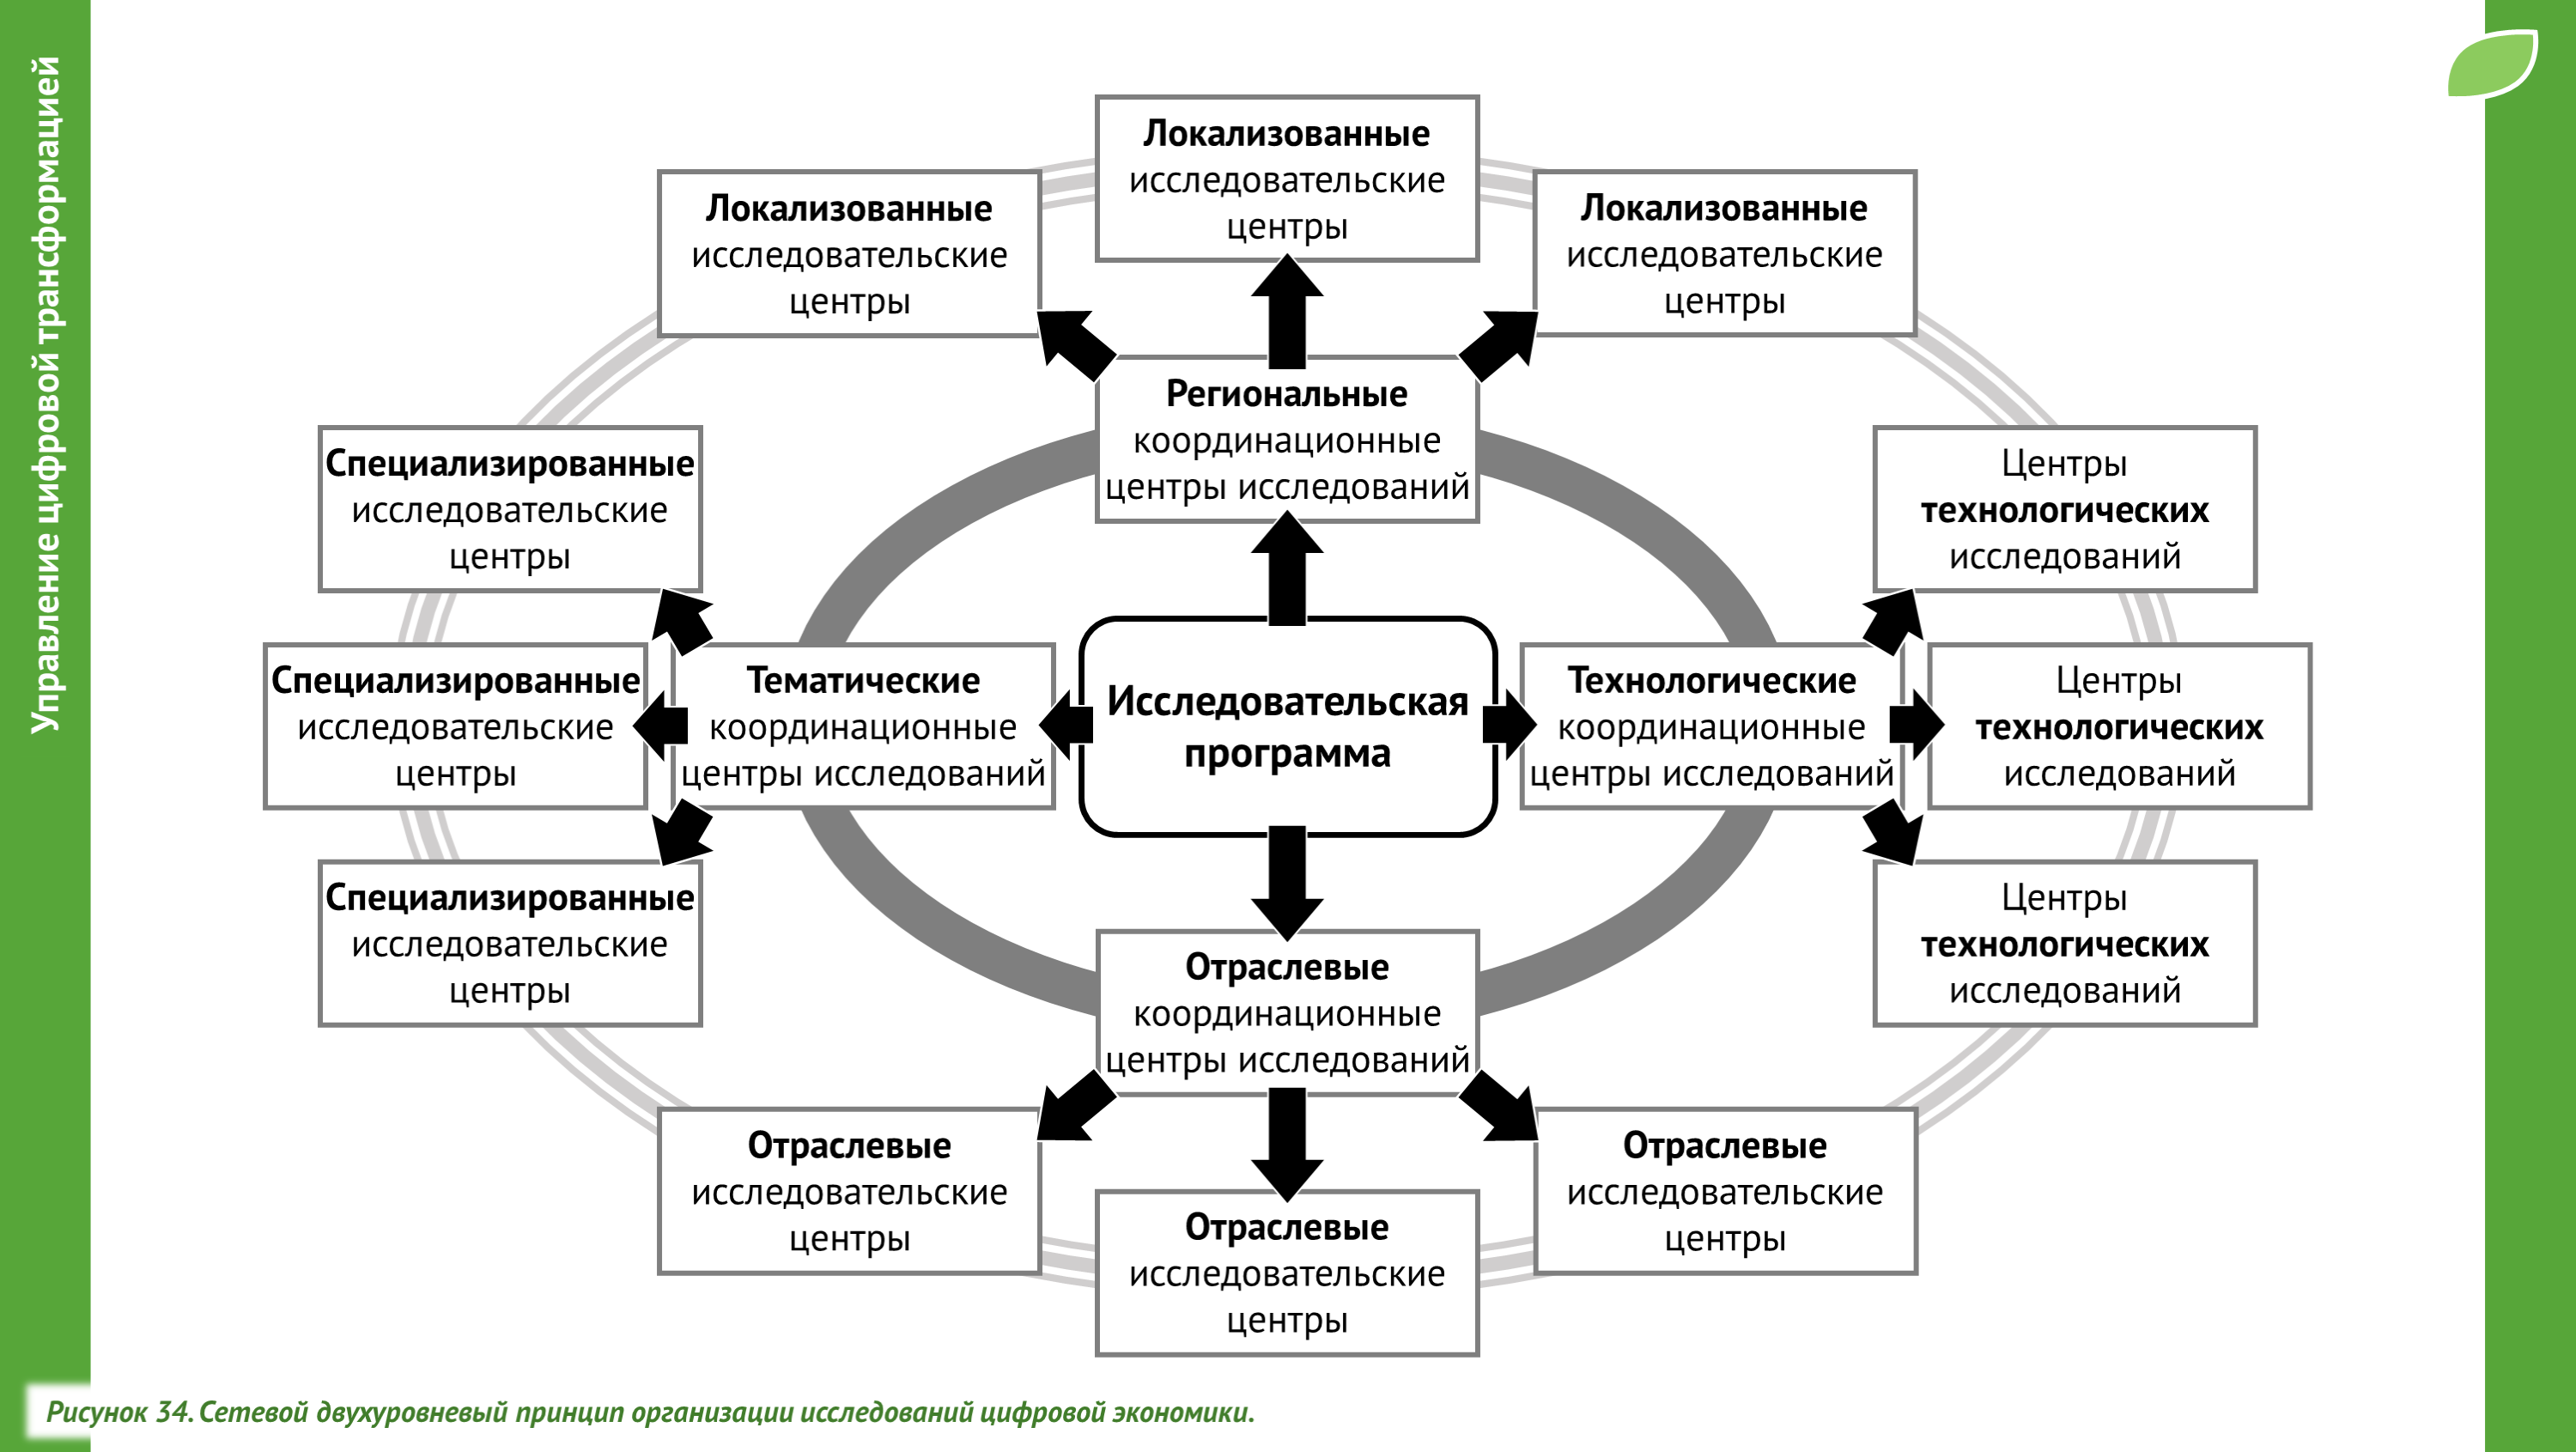 Управление цифровой трансформацией
Локализованные
исследовательские
центры
Локализованные
исследовательские
центры
Локализованные
исследовательские
центры
Региональные
координационные
центры исследований
Специализированные
исследовательские
центры
Центры
технологических
исследований
Специализированные
исследовательские
центры
Тематические
координационные
центры исследований
Исследовательская
программа
Технологические
координационные
центры исследований
Центры
технологических
исследований
Специализированные
исследовательские
центры
Центры
технологических
исследований
Отраслевые
координационные
центры исследований
Отраслевые
исследовательские
центры
Отраслевые
исследовательские
центры
Отраслевые
исследовательские
центры
Рисунок 34. Сетевой двухуровневый принцип организации исследований цифровой экономики.